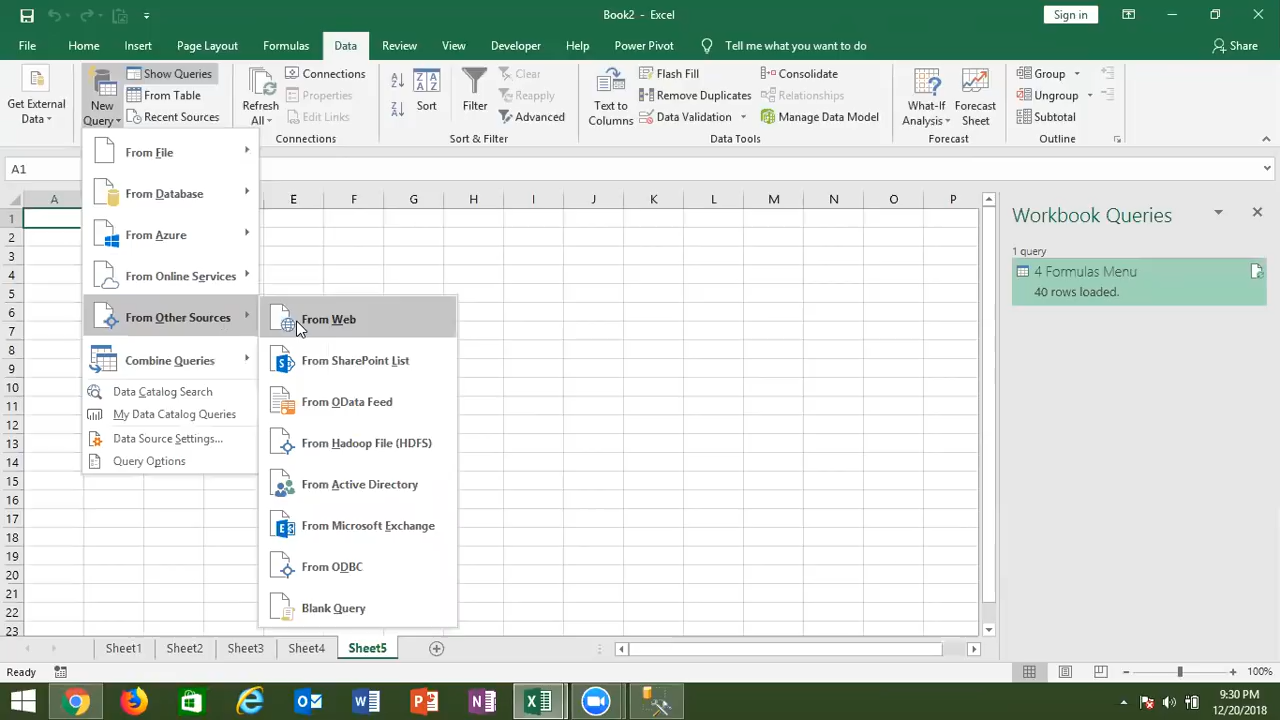 Book2 - Excel
Sign in
File
Home
Insert
Page Layout
Formulas
Data
Review
View
Developer
Help
Power Pivot
Tell me what you want to do
Share
Get External
Data
New
Query
Show Queries
From Table
Recent Sources
Refresh
All
Connections
Properties
Edit Links
Connections
Sort
Filter
Clear
Reapply
Advanced
Sort & Filter
Text to
Columns
Flash Fill
Remove Duplicates
Data Validation
Consolidate
Relationships
Manage Data Model
Data Tools
What-If
Analysis
Forecast
Sheet
Forecast
Group
Ungroup
Subtotal
Outline
A1
From File
From Database
From Azure
From Online Services
From Other Sources
Combine Queries
Data Catalog Search
My Data Catalog Queries
Data Source Settings...
Query Options
From Web
From SharePoint List
From OData Feed
From Hadoop File (HDFS)
From Active Directory
From Microsoft Exchange
From ODBC
Blank Query
A E F G H I J K L M N O P
1
2
3
4
5
6
7
8
9
10
11
12
13
14
15
16
17
18
19
20
21
22
23
Workbook Queries
1 query
4 Formulas Menu
40 rows loaded.
Sheet1 Sheet2 Sheet3 Sheet4 Sheet5
Ready
100%
9:30 PM
12/20/2018